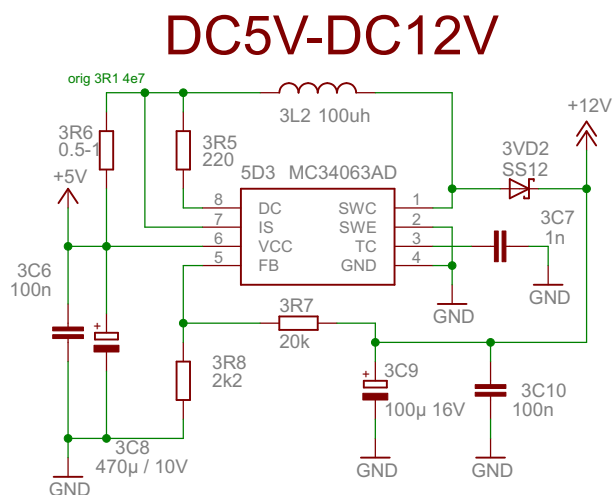 DC5V-DC12V
orig 3R1 4e7
3L2 100uh
+12V
3R6
0.5-1
3R5
220
3VD2
SS12
+5V
5D3 MC34063AD
8 DC SWC 1
7 IS SWE 2
6 VCC TC 3
5 FB GND 4
3C7
1n
3C6
100n
GND
GND
3R7
20k
3R8
2k2
+
+
3C9
100µ 16V
3C10
100n
3C8
470µ / 10V
GND
GND
GND